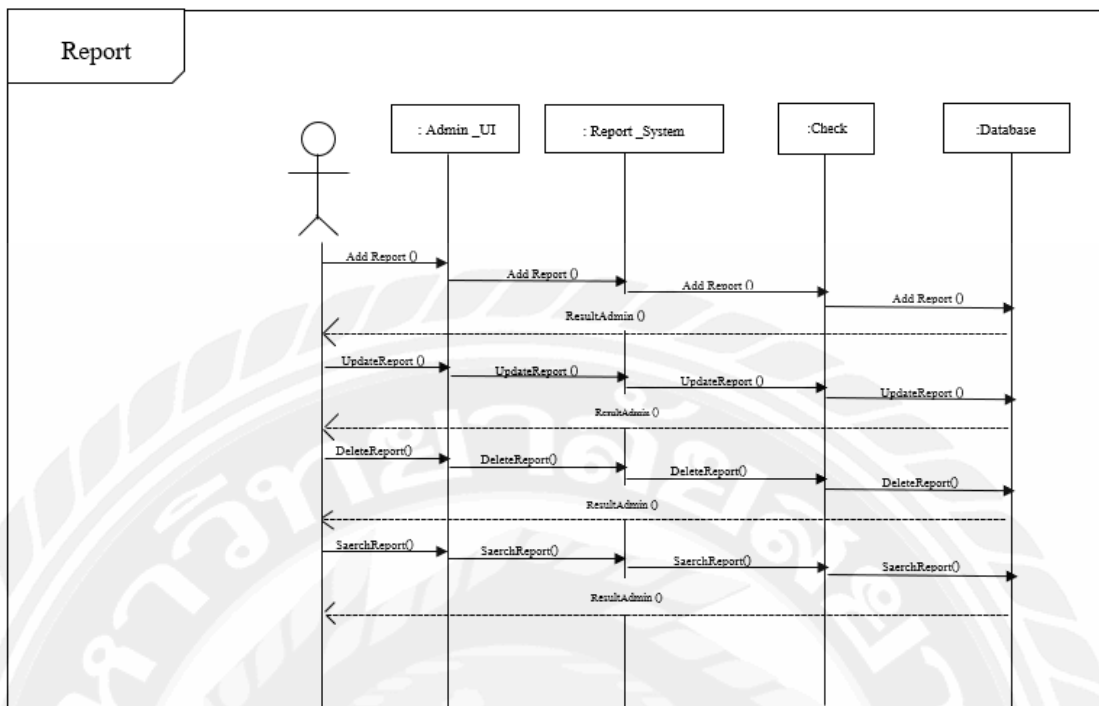 Report
: Admin _UI
: Report _System
:Check
:Database
Add Report ()
Add Report ()
Add Report ()
Add Report ()
ResultAdmin ()
UpdateReport ()
UpdateReport ()
UpdateReport ()
UpdateReport ()
ResultAdmin ()
DeleteReport()
DeleteReport()
DeleteReport()
DeleteReport()
ResultAdmin ()
SaerchReport()
SaerchReport()
SaerchReport()
SaerchReport()
ResultAdmin ()